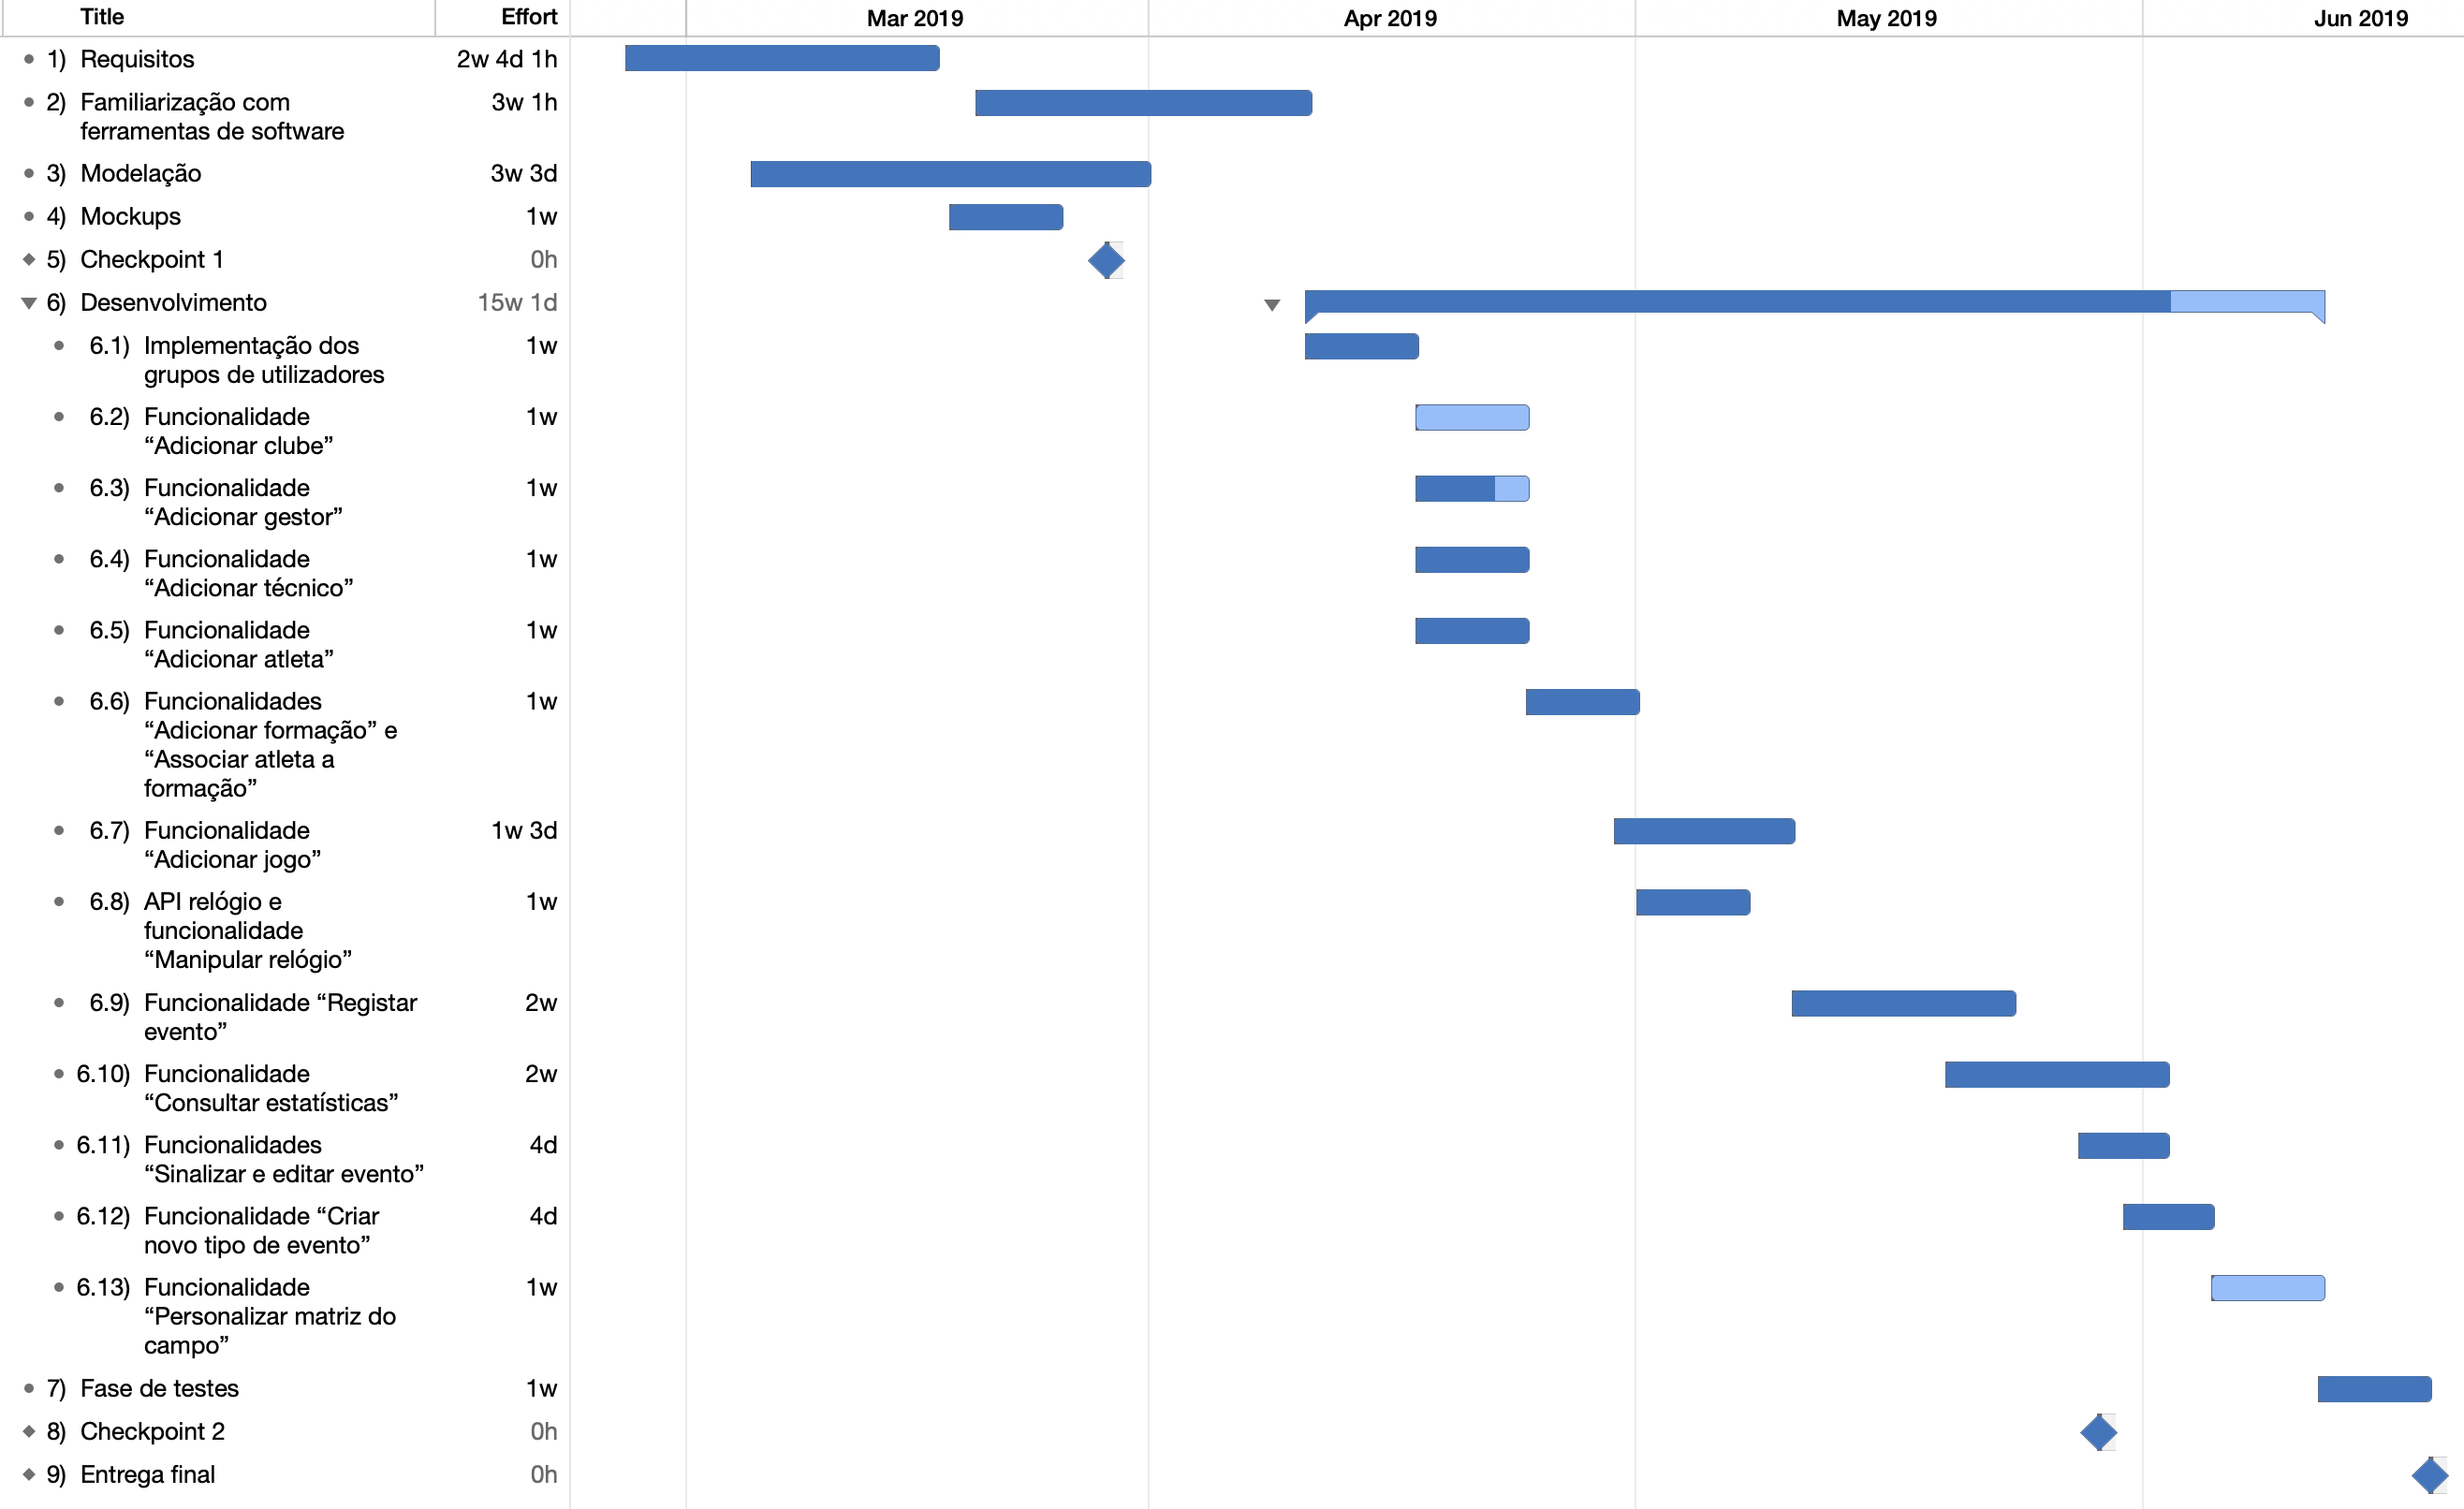 Title Effort Mar 2019 Apr 2019 May 2019 Jun 2019
1) Requisitos 2w 4d 1h
2) Familiarização com 3w 1h
ferramentas de software
3) Modelação 3w 3d
4) Mockups 1w
5) Checkpoint 1 0h
6) Desenvolvimento 15w 1d
6.1) Implementação dos 1w
grupos de utilizadores
6.2) Funcionalidade 1w
“Adicionar clube”
6.3) Funcionalidade 1w
“Adicionar gestor”
6.4) Funcionalidade 1w
“Adicionar técnico”
6.5) Funcionalidade 1w
“Adicionar atleta”
6.6) Funcionalidades 1w
“Adicionar formação” e
“Associar atleta a
formação”
6.7) Funcionalidade 1w 3d
“Adicionar jogo”
6.8) API relógio e 1w
funcionalidade
“Manipular relógio”
6.9) Funcionalidade “Registar 2w
evento”
6.10) Funcionalidade 2w
“Consultar estatísticas”
6.11) Funcionalidades 4d
“Sinalizar e editar evento”
6.12) Funcionalidade “Criar 4d
novo tipo de evento”
6.13) Funcionalidade 1w
“Personalizar matriz do
campo”
7) Fase de testes 1w
8) Checkpoint 2 0h
9) Entrega final 0h